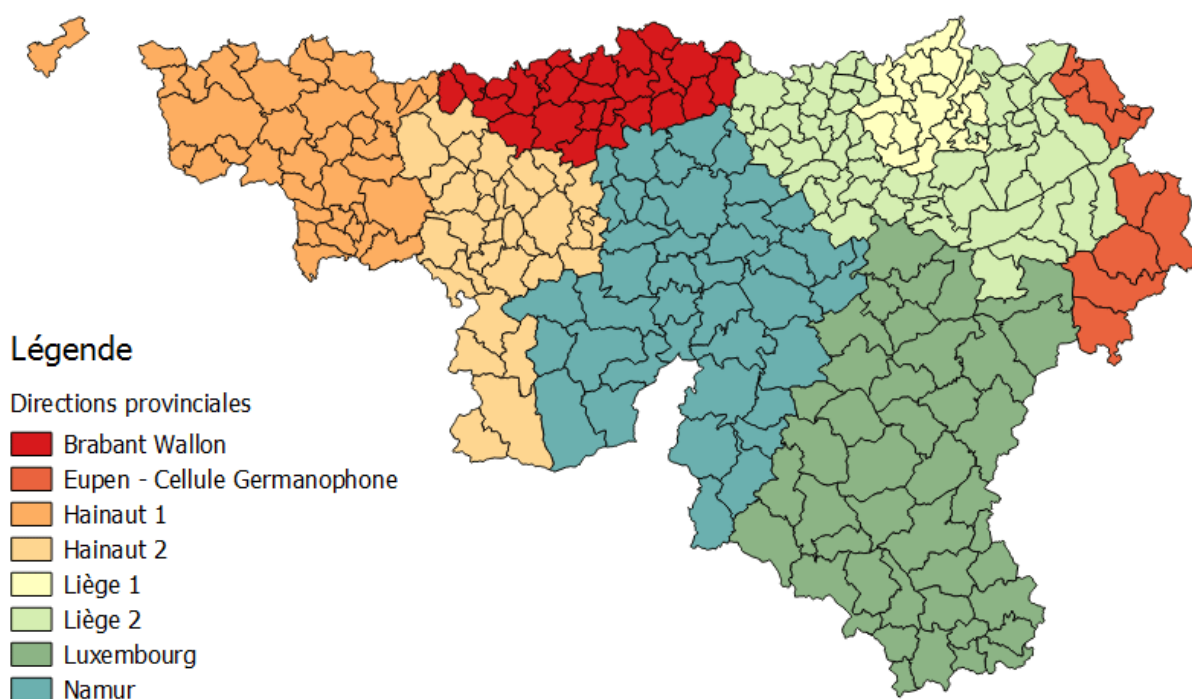 Légende
Directions provinciales
Brabant Wallon
Eupen - Cellule Germanophone
Hainaut 1
Hainaut 2
Liège 1
Liège 2
Luxembourg
Namur